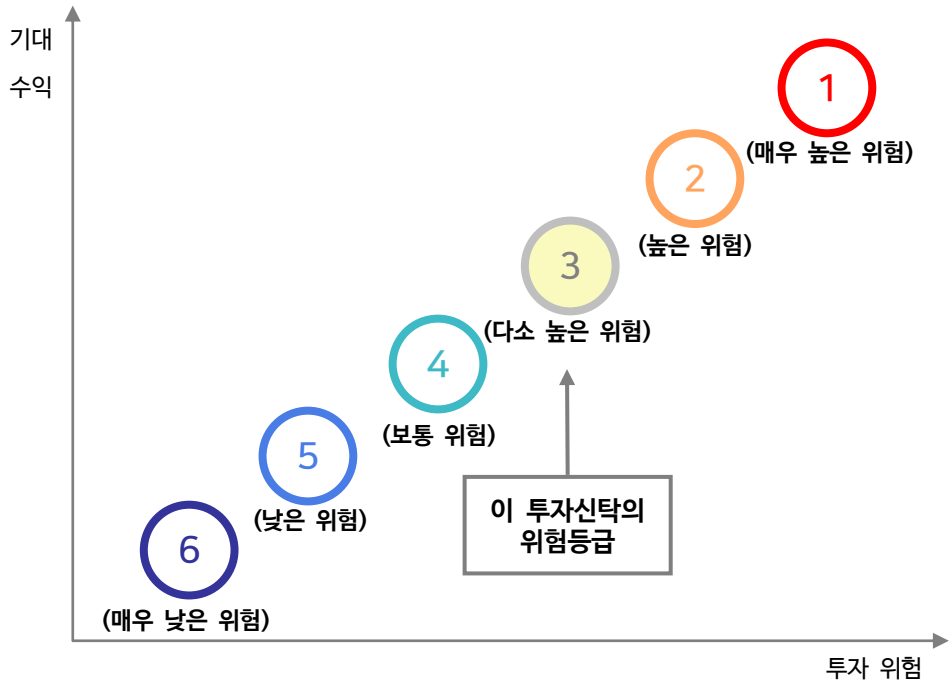 기대
수익
1
(매우 높은 위험)
2
(높은 위험)
3
(다소 높은 위험)
4
(보통 위험)
5
(낮은 위험)
이 투자신탁의
위험등급
6
(매우 낮은 위험)
투자 위험